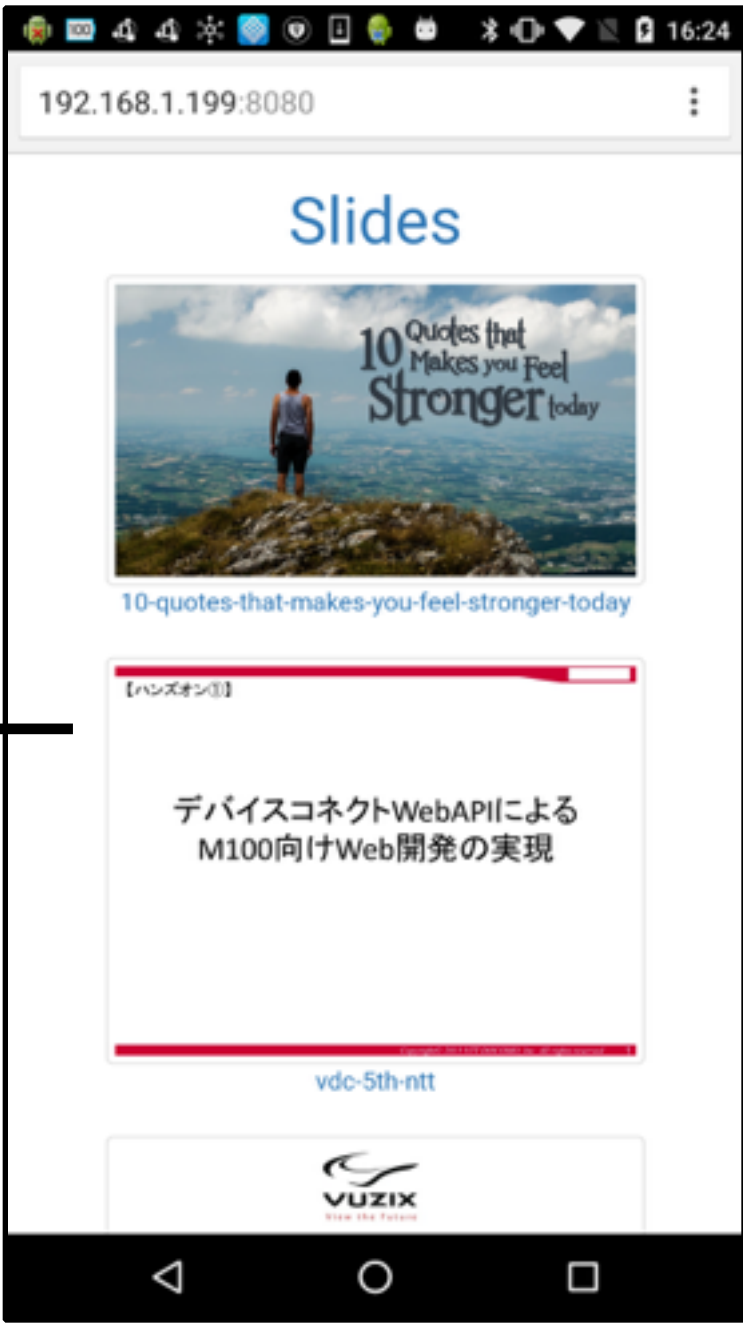 100
16:24
192.168.1.199:8080
Slides
10 Quotes that
Makes you Feel
Stronger today
10-quotes-that-makes-you-feel-stronger-today
【ハンズオン①】
デバイスコネクトWebAPIによる
M100向けWeb開発の実現
vdc-5th-ntt
VUZIX
View the Future